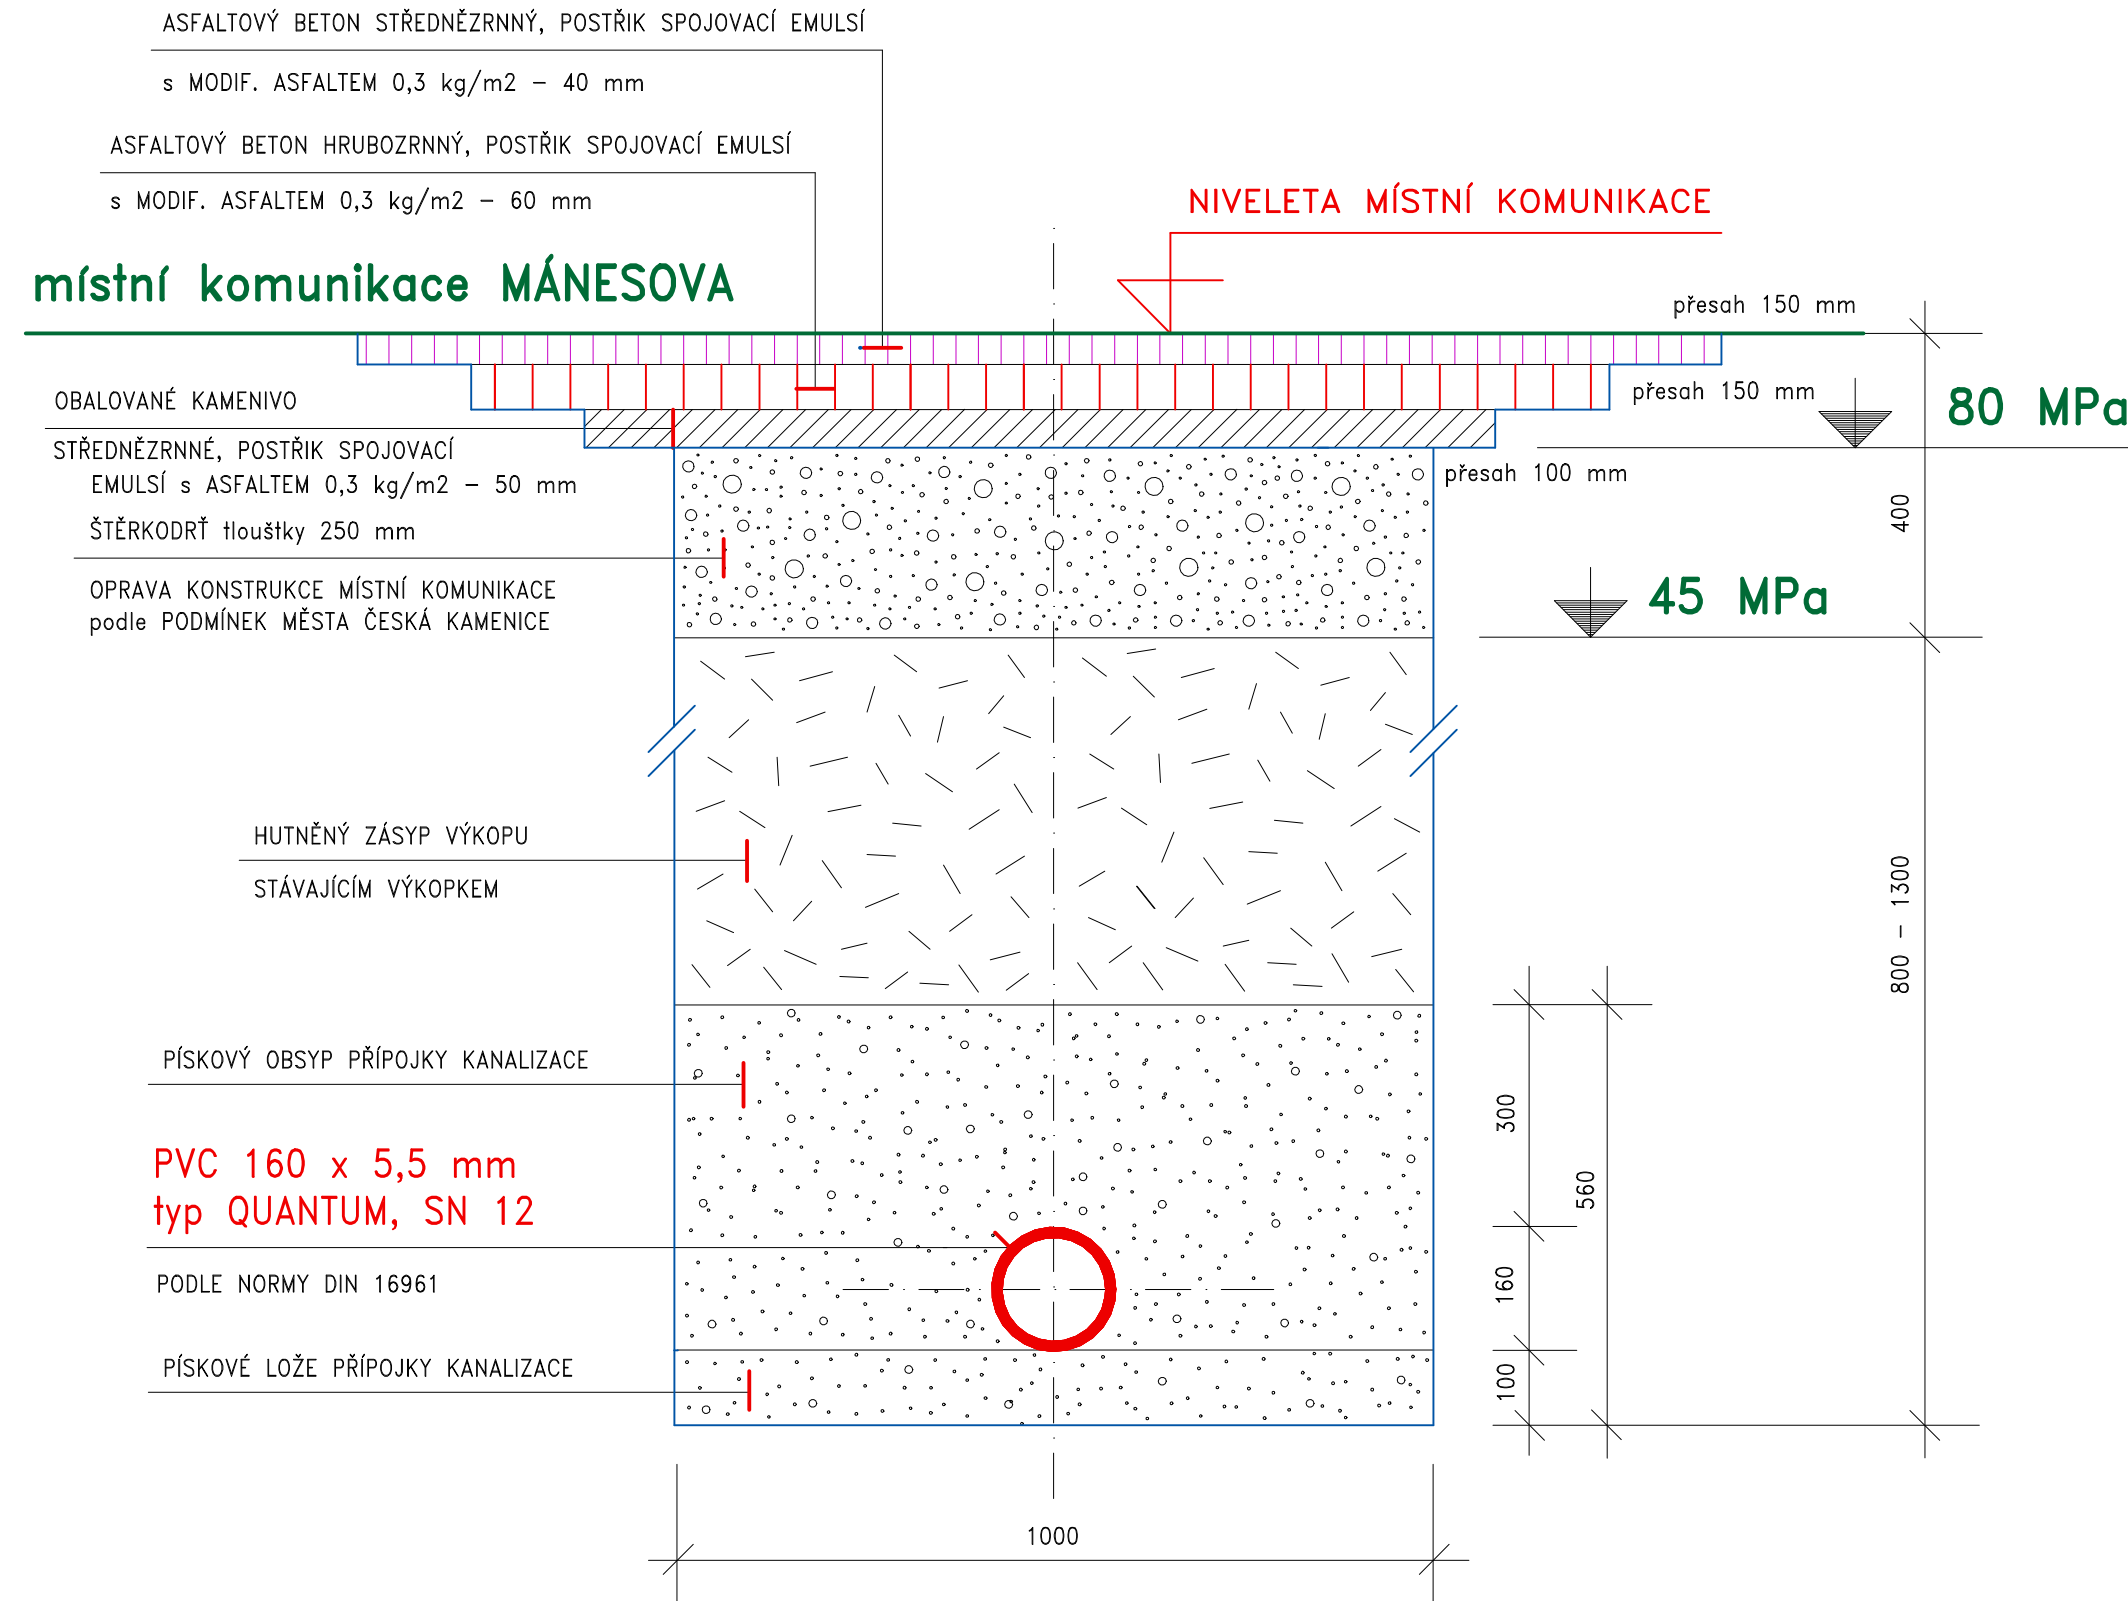 ASFALTOVÝ BETON STŘEDNĚZRNNÝ, POSTŘIK SPOJOVACÍ EMULSÍ
s MODIF. ASFALTEM 0,3 kg/m2 – 40 mm
ASFALTOVÝ BETON HRUBOZRNNÝ, POSTŘIK SPOJOVACÍ EMULSÍ
s MODIF. ASFALTEM 0,3 kg/m2 – 60 mm
NIVELETA MÍSTNÍ KOMUNIKACE
místní komunikace MÁNESOVA
přesah 150 mm
přesah 150 mm
80 MPa
OBALOVANÉ KAMENIVO
STŘEDNĚZRNNÉ, POSTŘIK SPOJOVACÍ
EMULSÍ s ASFALTEM 0,3 kg/m2 – 50 mm
přesah 100 mm
400
ŠTĚRKODRŤ tloušťky 250 mm
OPRAVA KONSTRUKCE MÍSTNÍ KOMUNIKACE
podle PODMÍNEK MĚSTA ČESKÁ KAMENICE
45 MPa
HUTNĚNÝ ZÁSYP VÝKOPU
STÁVAJÍCÍM VÝKOPKEM
800 – 1300
PÍSKOVÝ OBSYP PŘÍPOJKY KANALIZACE
300
PVC 160 x 5,5 mm
typ QUANTUM, SN 12
560
PODLE NORMY DIN 16961
160
PÍSKOVÉ LOŽE PŘÍPOJKY KANALIZACE
100
1000